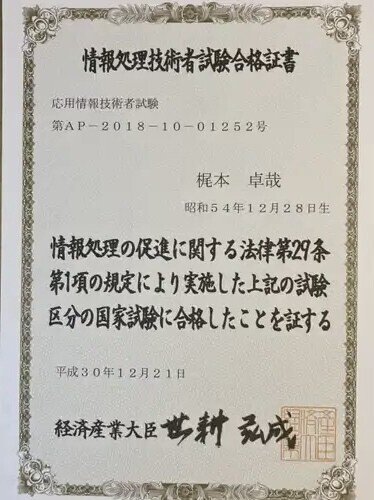 情報処理技術者試験合格証書
応用情報技術者試験
第AP-2018-10-01252号
梶本 卓哉
昭和54年12月28日生
情報処理の促進に関する法律第29条
第1項の規定により実施した上記の試験
区分の国家試験に合格したことを証する
平成30年12月21日
経済産業大臣 世耕弘成